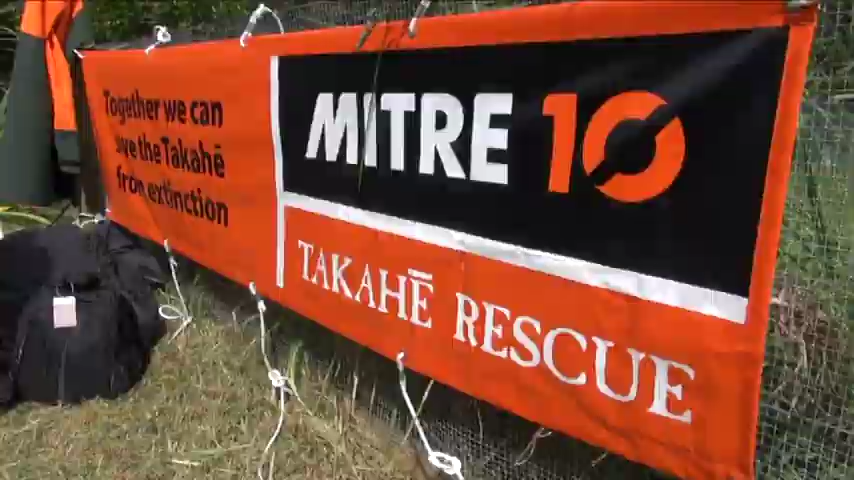 Together we can
save the Takahē
from extinction
MITRE 10
TAKAHĒ RESCUE